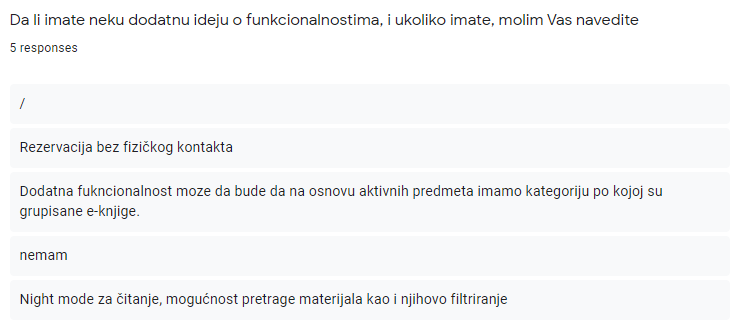 Da li imate neku dodatnu ideju o funkcionalnostima, i ukoliko imate, molim Vas navedite
5 responses
/
Rezervacija bez fizičkog kontakta
Dodatna fukncionalnost moze da bude da na osnovu aktivnih predmeta imamo kategoriju po kojoj su
grupisane e-knjige.
nemam
Night mode za čitanje, mogućnost pretrage materijala kao i njihovo filtriranje